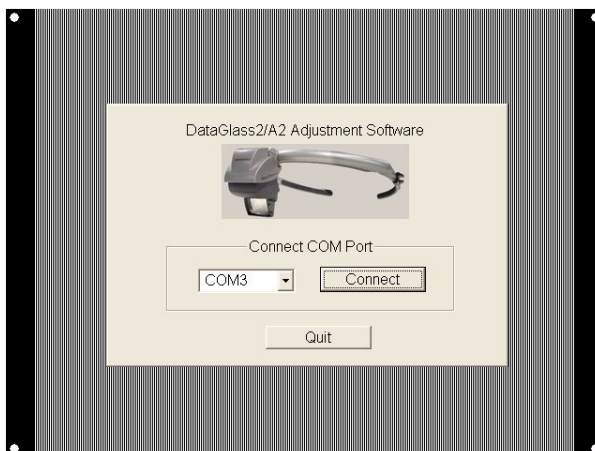 DataGlass2/A2 Adjustment Software
Connect COM Port
COM3
Connect
Quit